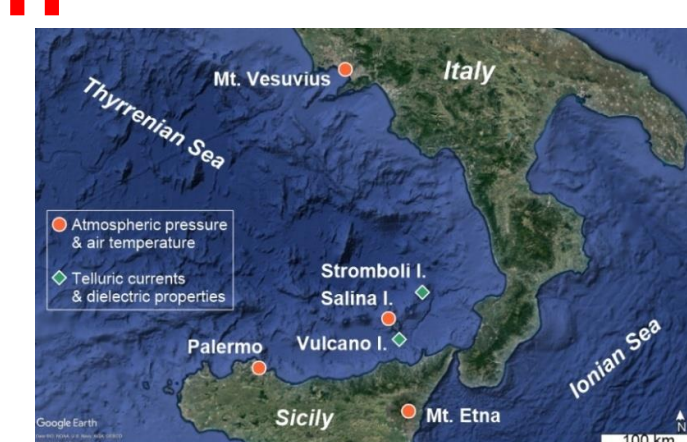 Mt. Vesuvius
Italy
Thyrrenian Sea
Atmospheric pressure
& air temperature
Telluric currents
& dielectric properties
Stromboli I.
Salina I.
Vulcano I.
Palermo
Ionian Sea
Sicily
Mt. Etna
Google Earth
N
100 km